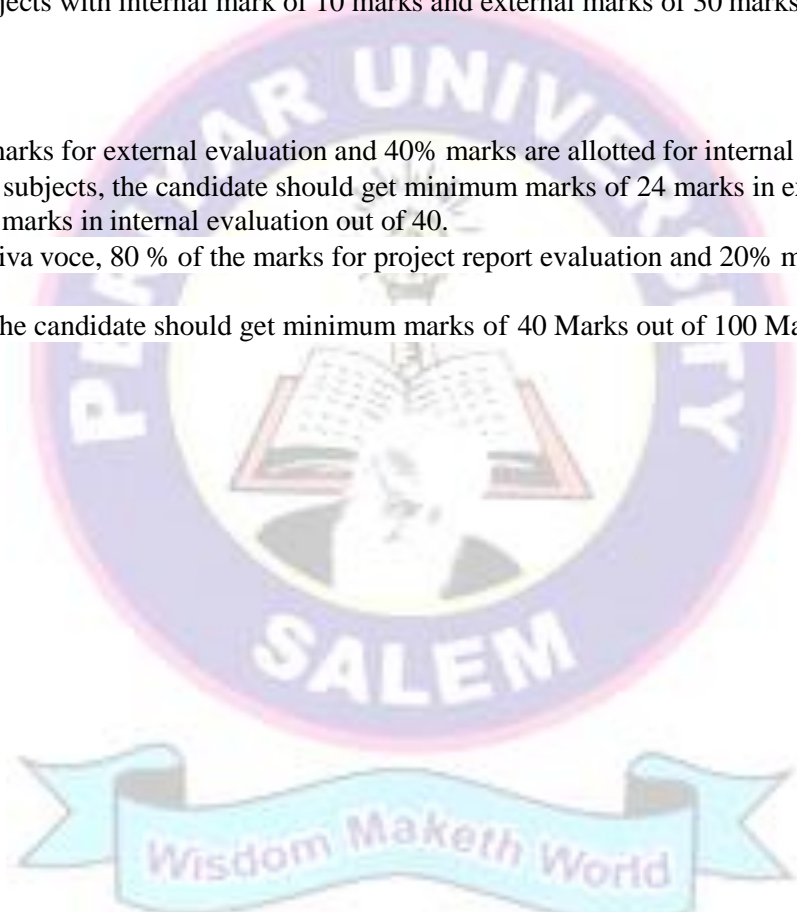 jects with internal mark of 10 marks and external marks of 30 marks
PERIYAR UNIVERSITY
marks for external evaluation and 40% marks are allotted for internal
subjects, the candidate should get minimum marks of 24 marks in e
marks in internal evaluation out of 40.
iva voce, 80 % of the marks for project report evaluation and 20% m
he candidate should get minimum marks of 40 Marks out of 100 Ma
SALEM
Wisdom Maketh World